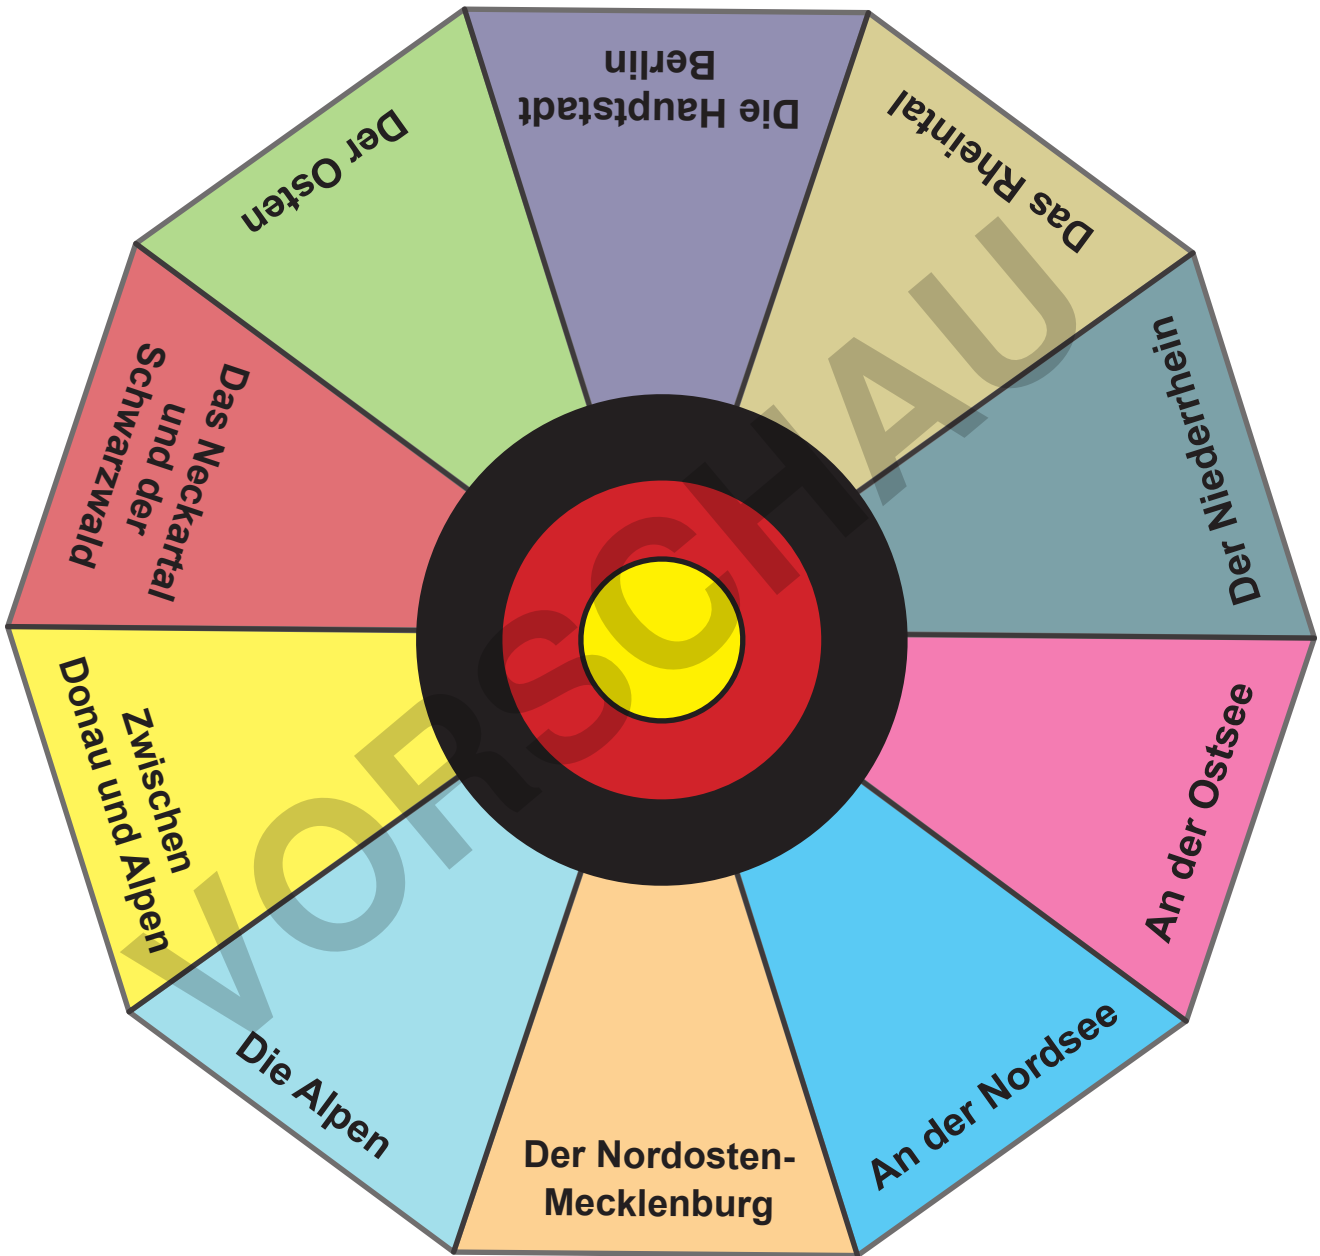 Die Hauptstadt
Berlin
Das Rheintal
Der Niederrhein
An der Ostsee
An der Nordsee
Der Nordosten-
Mecklenburg
Die Alpen
Zwischen
Donau und Alpen
Das Neckartal
und der
Schwarzwald
Der Osten
VORSCHAU